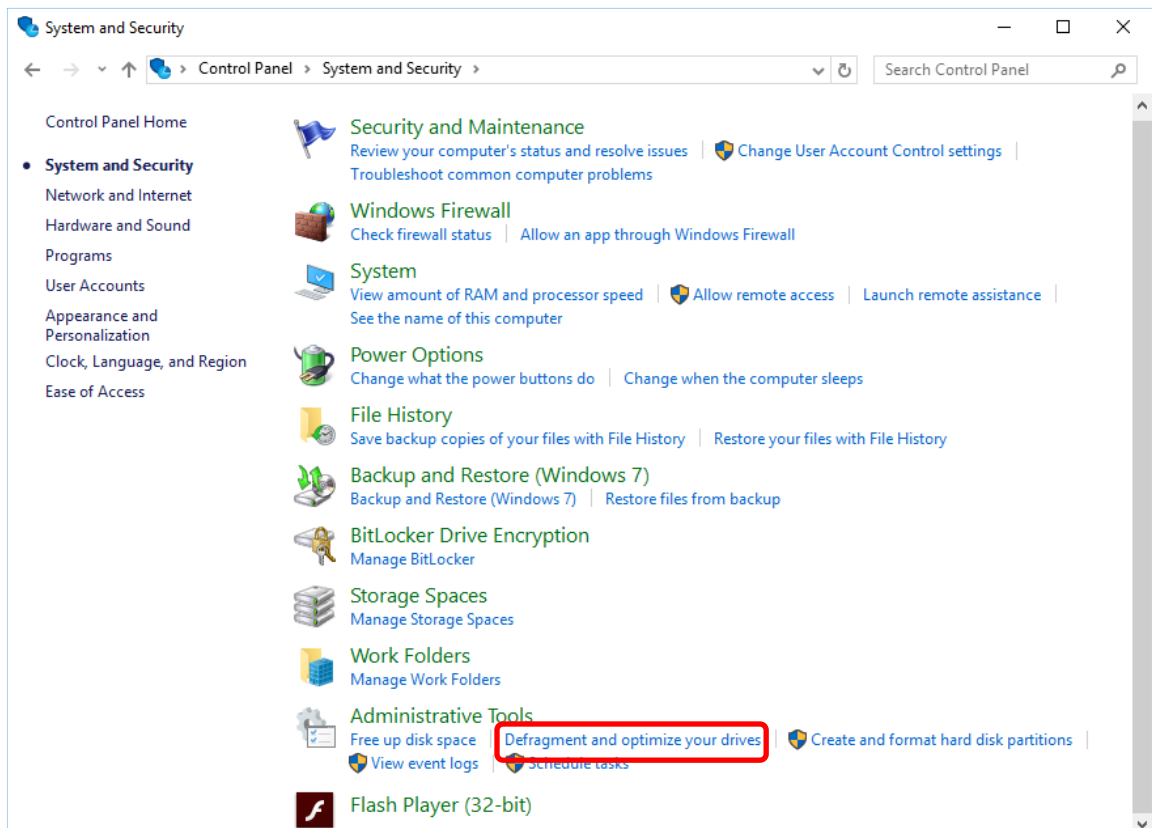 System and Security
Control Panel > System and Security >
Search Control Panel
Control Panel Home
System and Security
Network and Internet
Hardware and Sound
Programs
User Accounts
Appearance and
Personalization
Clock, Language, and Region
Ease of Access
Security and Maintenance
Review your computer's status and resolve issues
Change User Account Control settings
Troubleshoot common computer problems
Windows Firewall
Check firewall status
Allow an app through Windows Firewall
System
View amount of RAM and processor speed
Allow remote access
Launch remote assistance
See the name of this computer
Power Options
Change what the power buttons do
Change when the computer sleeps
File History
Save backup copies of your files with File History
Restore your files with File History
Backup and Restore (Windows 7)
Backup and Restore (Windows 7)
Restore files from backup
BitLocker Drive Encryption
Manage BitLocker
Storage Spaces
Manage Storage Spaces
Work Folders
Manage Work Folders
Administrative Tools
Free up disk space
Defragment and optimize your drives
Create and format hard disk partitions
View event logs
Schedule tasks
Flash Player (32-bit)